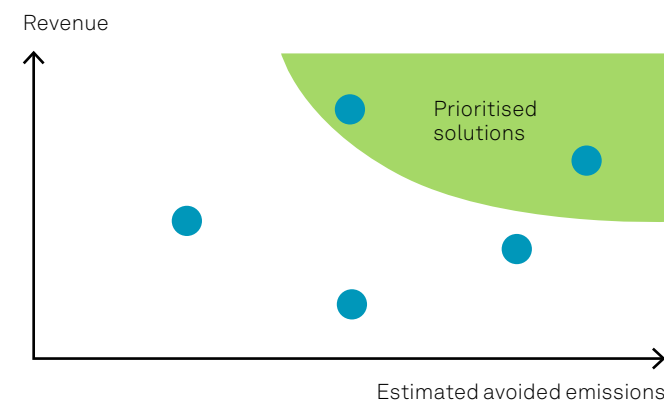 Revenue
Prioritised
solutions
Estimated avoided emissions